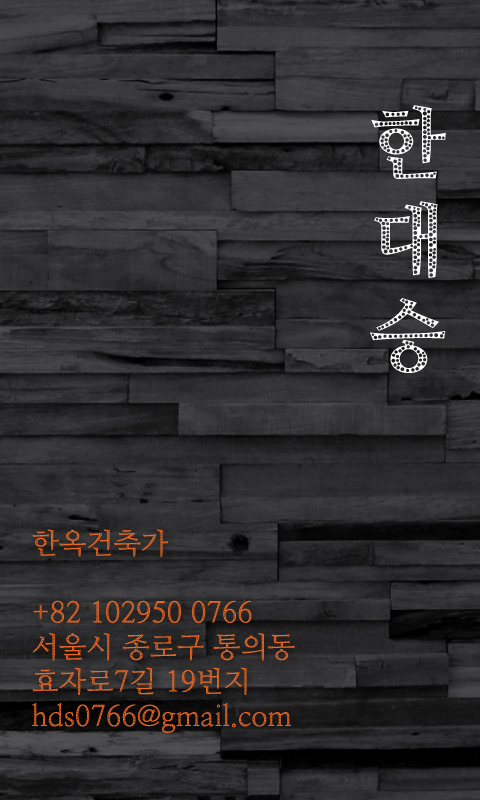 한대승
한옥건축가
+82 102950 0766
서울시 종로구 통의동
효자로7길 19번지
hds0766@gmail.com